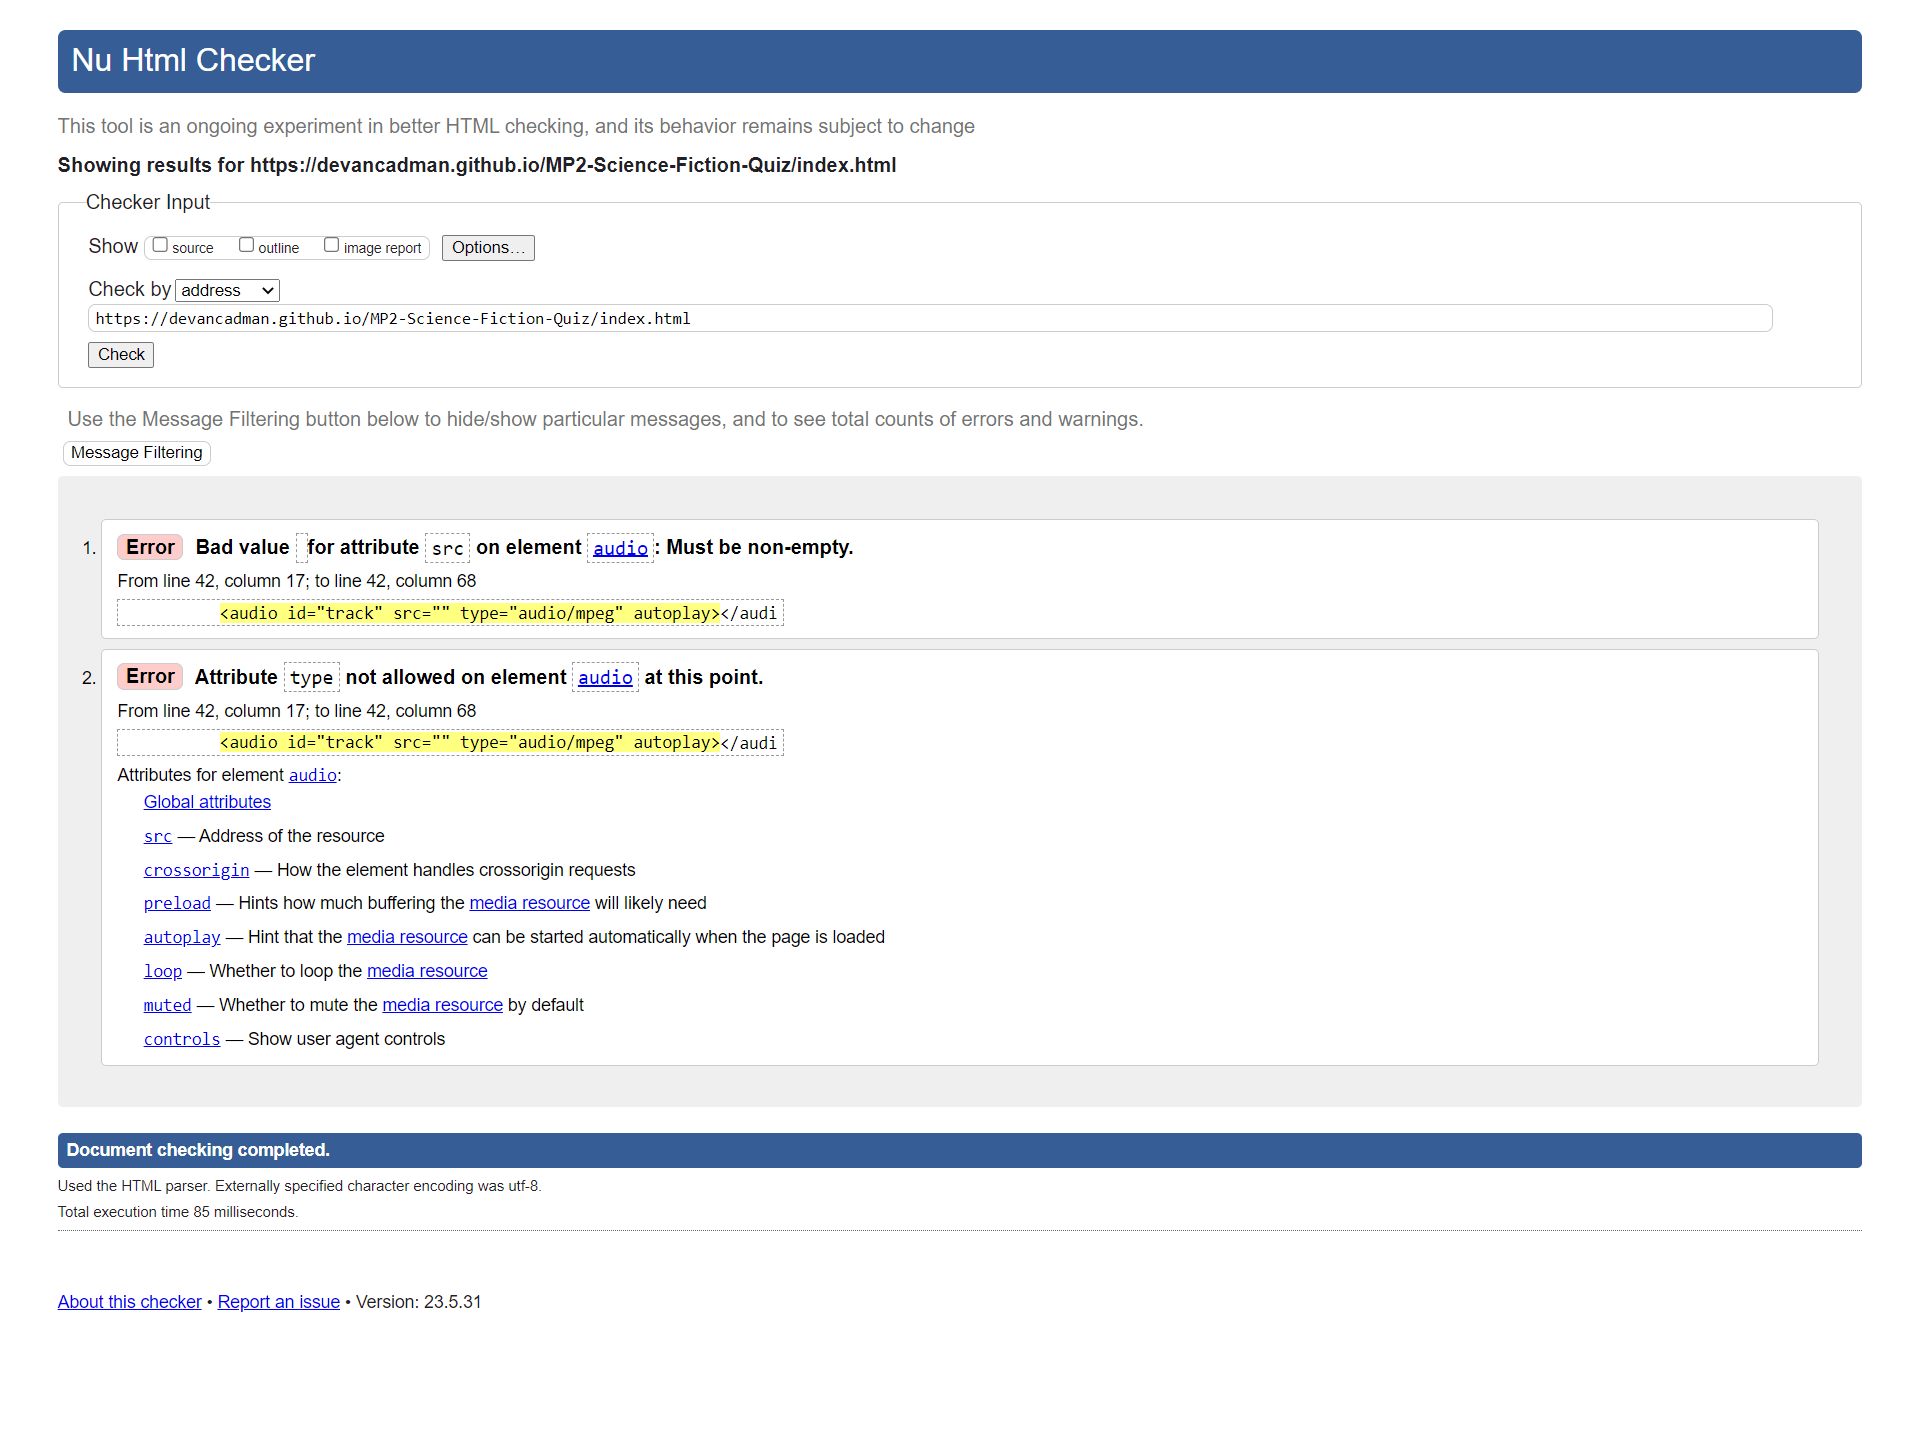 Nu Html Checker
This tool is an ongoing experiment in better HTML checking, and its behavior remains subject to change
Showing results for https://devancadman.github.io/MP2-Science-Fiction-Quiz/index.html
Checker Input
Show source outline image report Options…
Check by address
https://devancadman.github.io/MP2-Science-Fiction-Quiz/index.html
Check
Use the Message Filtering button below to hide/show particular messages, and to see total counts of errors and warnings.
Message Filtering
1. Error Bad value for attribute src on element audio: Must be non-empty.
From line 42, column 17; to line 42, column 68
<audio id="track" src="" type="audio/mpeg" autoplay></audi
2. Error Attribute type not allowed on element audio at this point.
From line 42, column 17; to line 42, column 68
<audio id="track" src="" type="audio/mpeg" autoplay></audi
Attributes for element audio:
Global attributes
src — Address of the resource
crossorigin — How the element handles crossorigin requests
preload — Hints how much buffering the media resource will likely need
autoplay — Hint that the media resource can be started automatically when the page is loaded
loop — Whether to loop the media resource
muted — Whether to mute the media resource by default
controls — Show user agent controls
Document checking completed.
Used the HTML parser. Externally specified character encoding was utf-8.
Total execution time 85 milliseconds.
About this checker • Report an issue • Version: 23.5.31